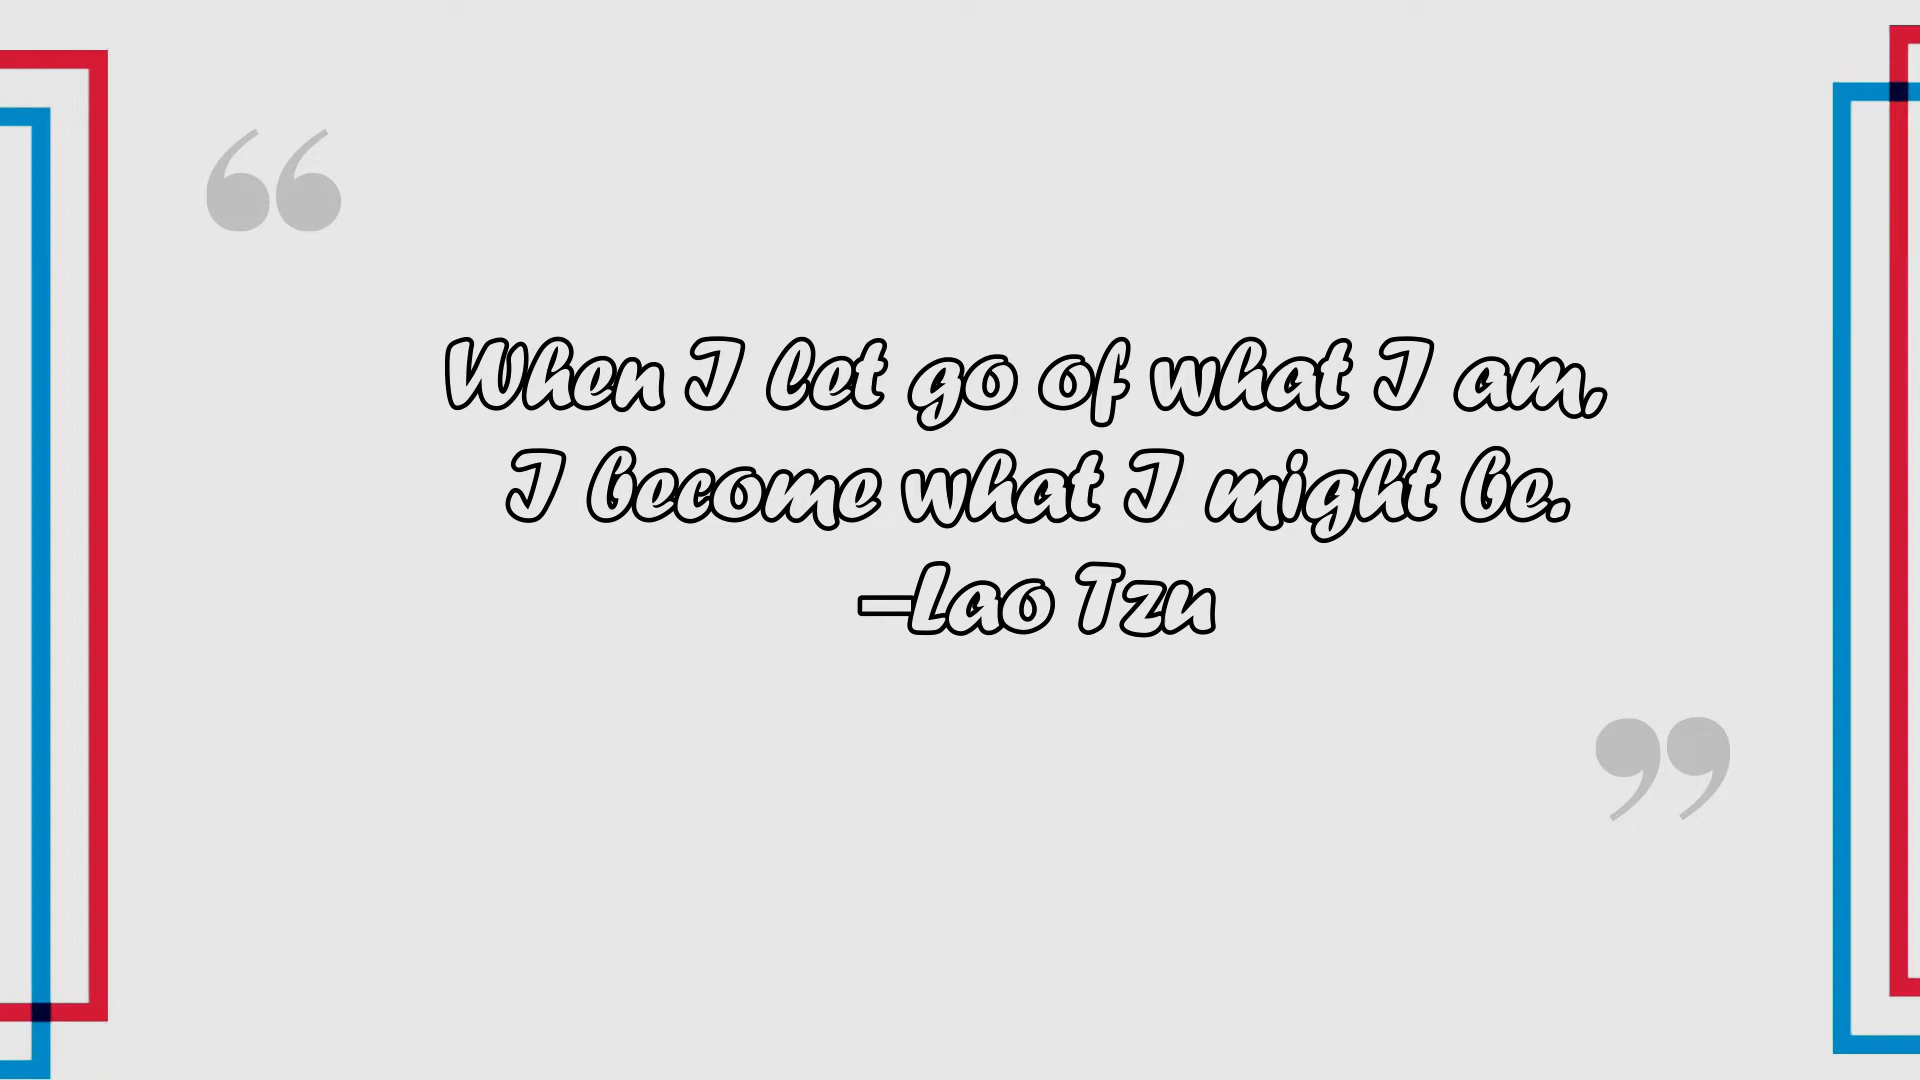 “
When I let go of what I am,
I become what I might be.
–Lao Tzu
”